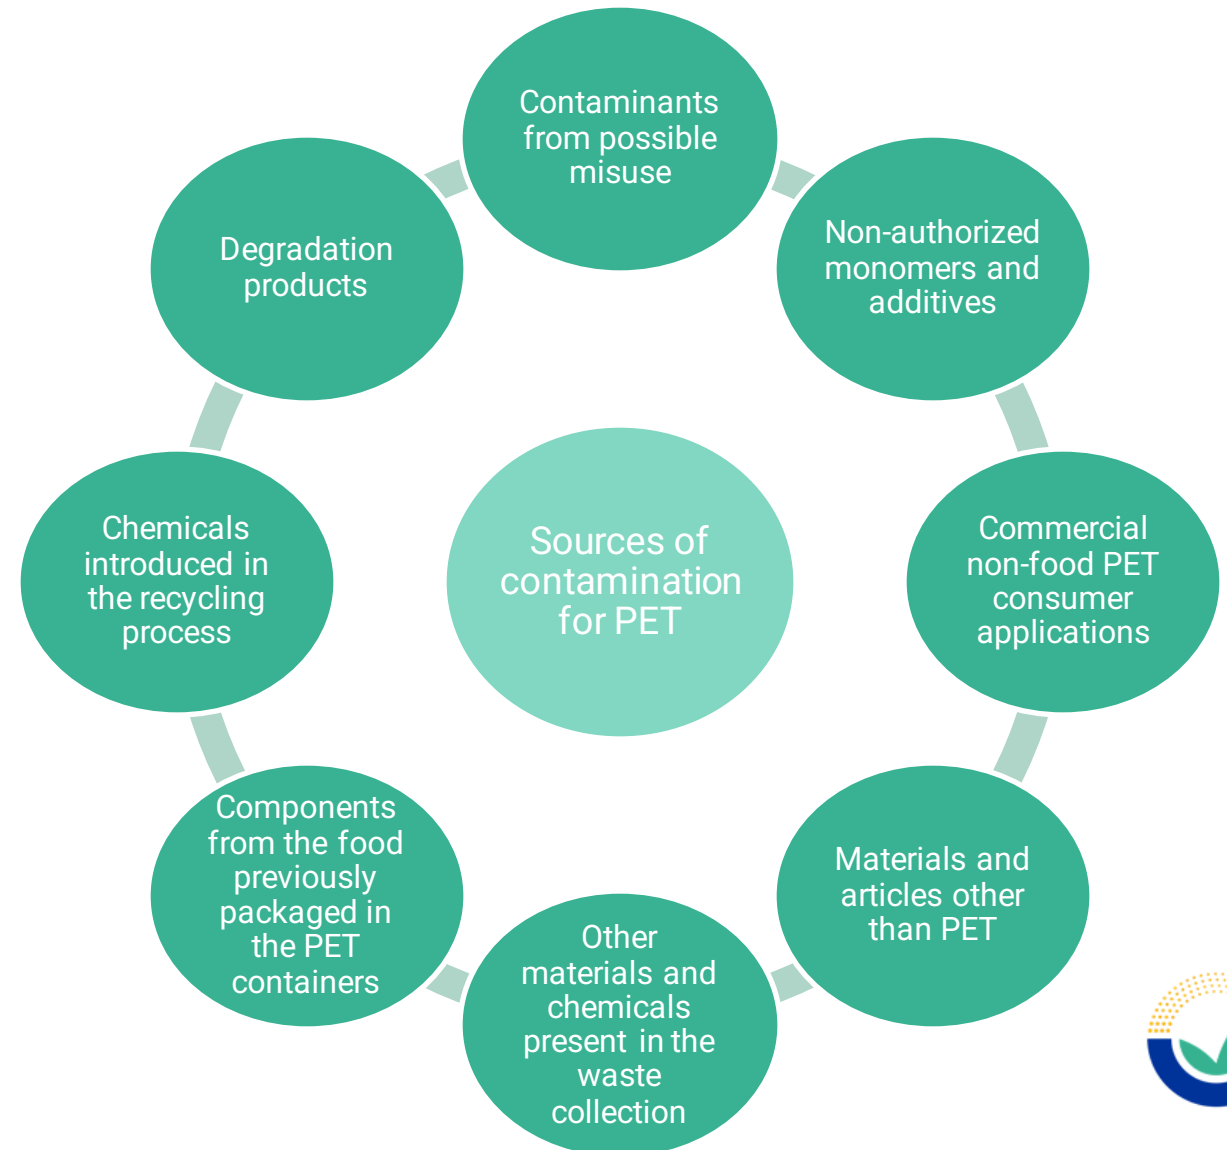 Contaminants
from possible
misuse
Non-authorized
monomers and
additives
Commercial
non-food PET
consumer
applications
Materials and
articles other
than PET
Other
materials and
chemicals
present in the
waste
collection
Components
from the food
previously
packaged in
the PET
containers
Chemicals
introduced in
the recycling
process
Degradation
products
Sources of
contamination
for PET